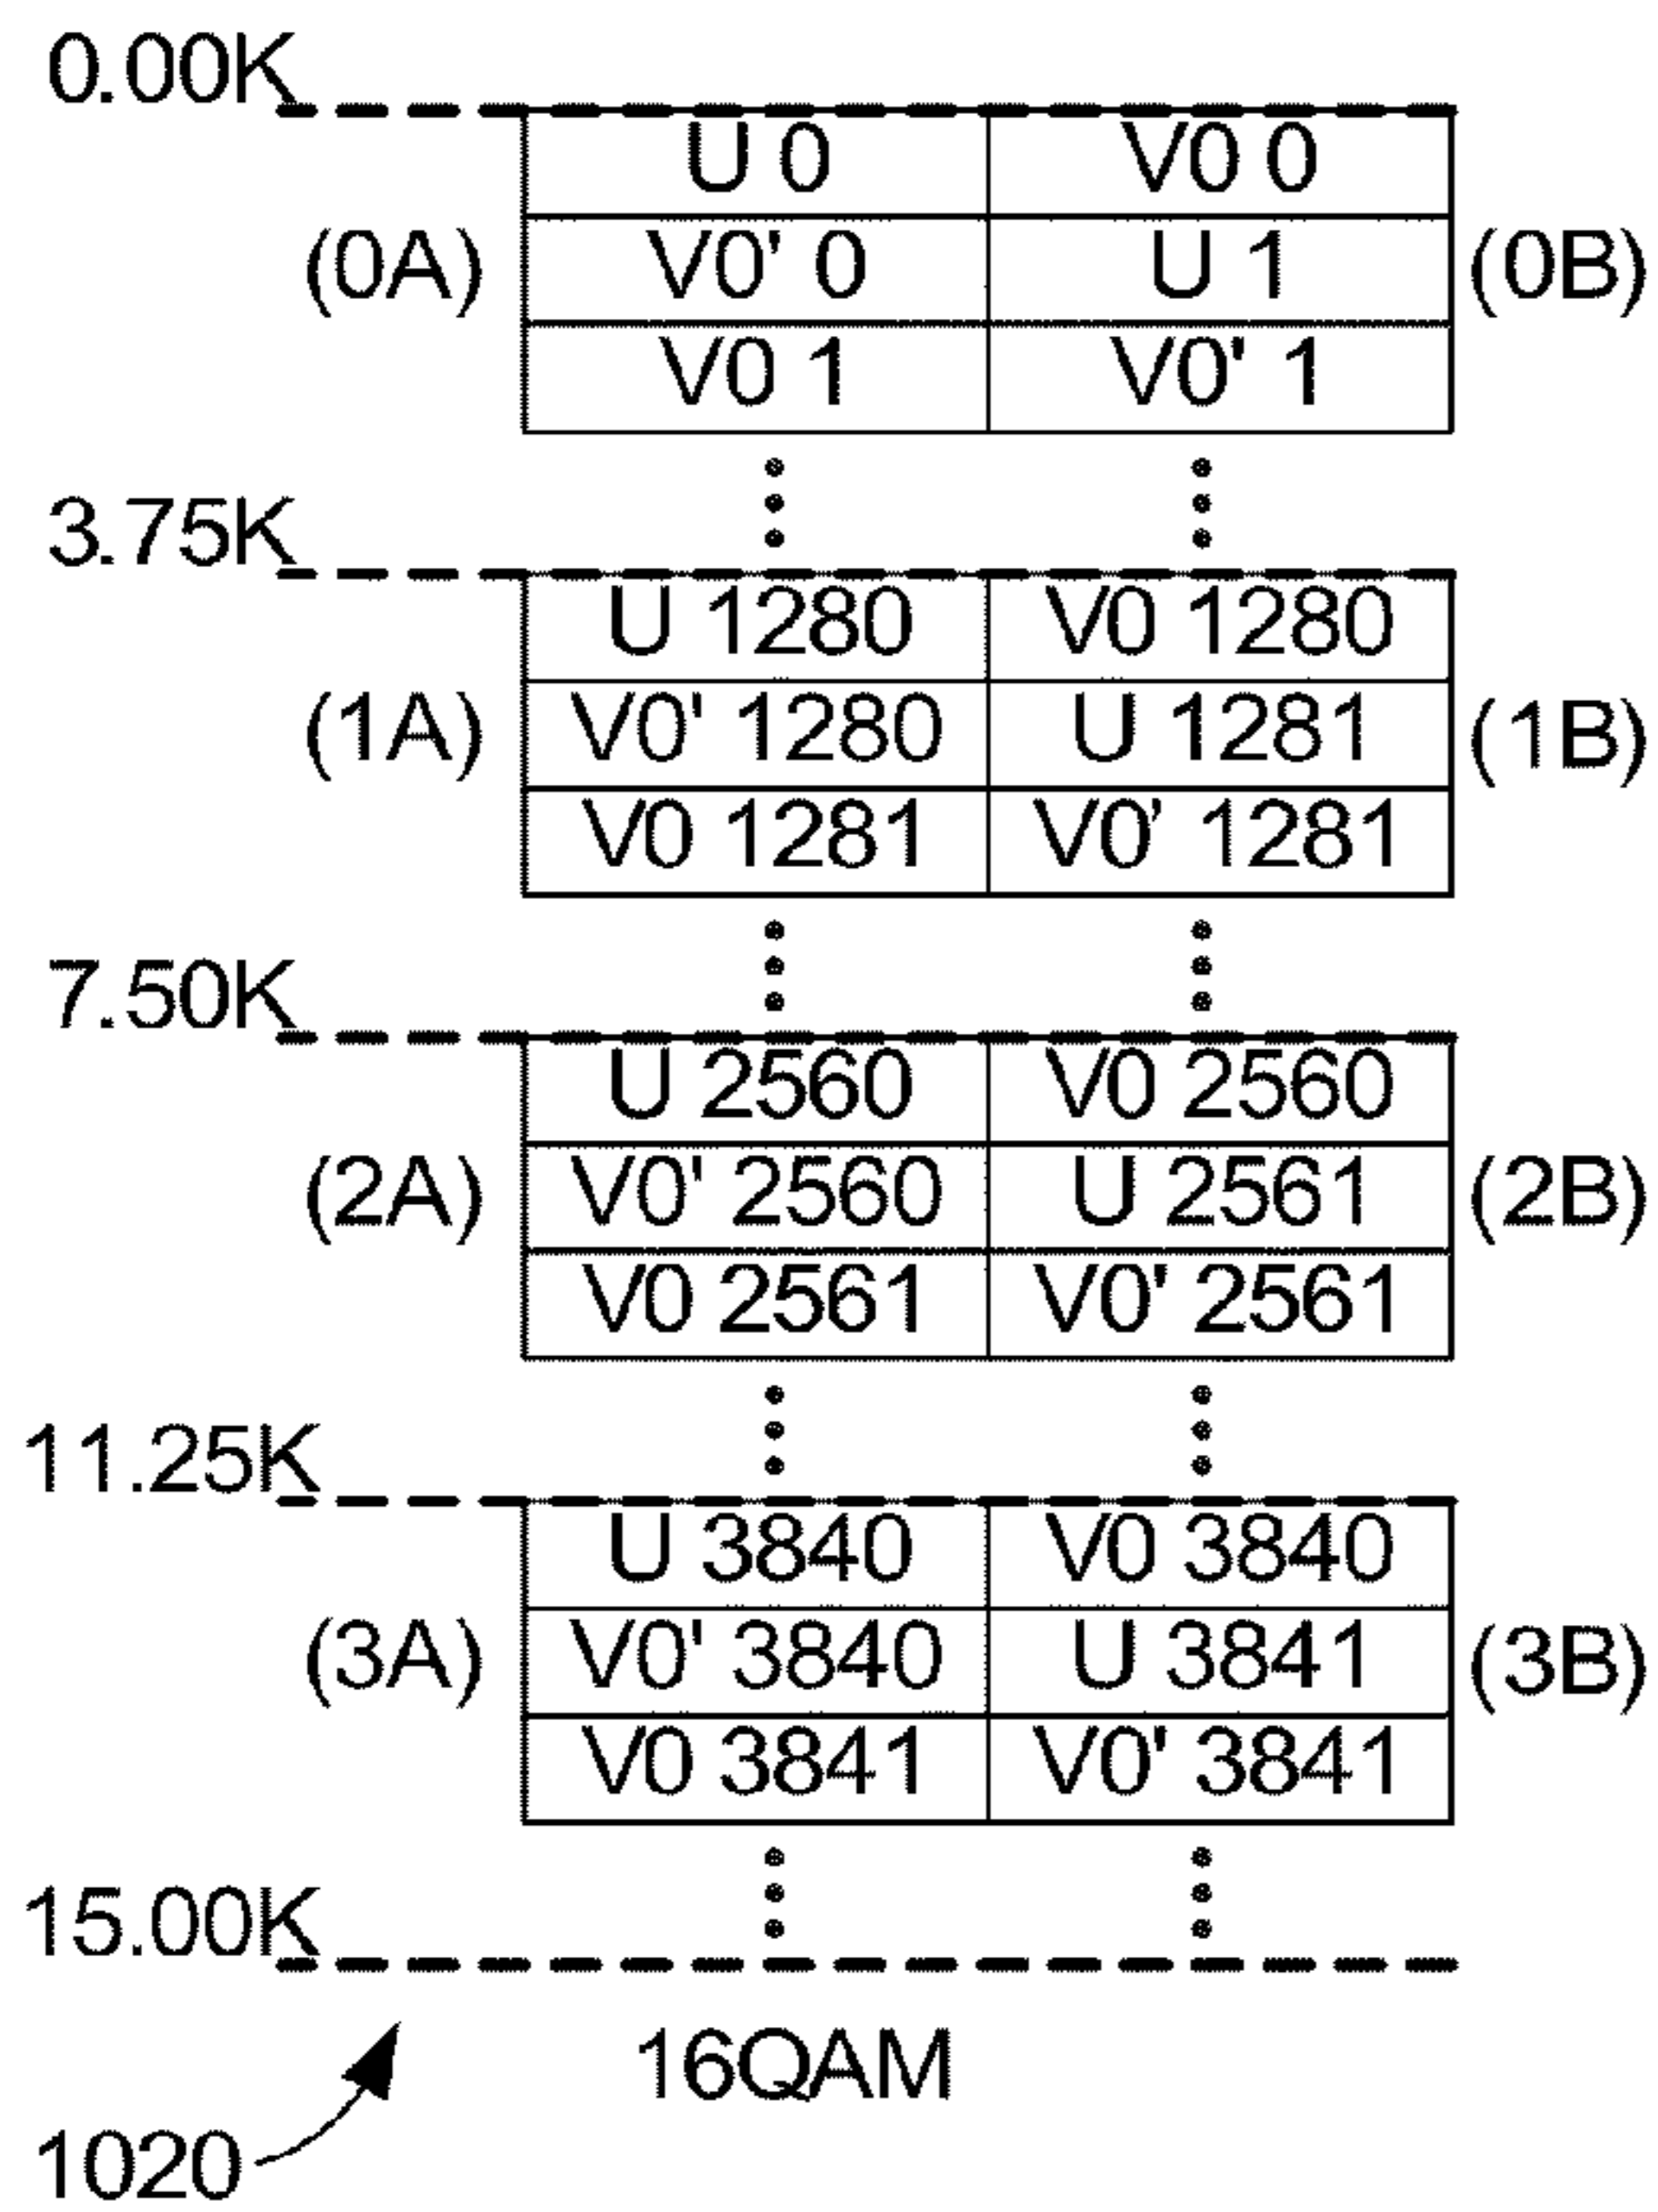 0.00K
U 0 V0 0
(0A) V0' 0 U 1 (0B)
V0 1 V0' 1
3.75K
U 1280 V0 1280
(1A) V0' 1280 U 1281 (1B)
V0 1281 V0' 1281
7.50K
U 2560 V0 2560
(2A) V0' 2560 U 2561 (2B)
V0 2561 V0' 2561
11.25K
U 3840 V0 3840
(3A) V0' 3840 U 3841 (3B)
V0 3841 V0' 3841
15.00K
16QAM
1020